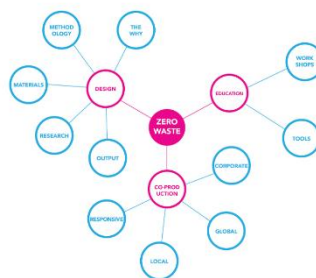 METHOD
OLOGY
THE
WHY
MATERIALS
DESIGN
RESEARCH
OUTPUT
ZERO
WASTE
EDUCATION
WORK
SHOPS
TOOLS
CO-PROD
UCTION
CORPORATE
RESPONSIVE
GLOBAL
LOCAL